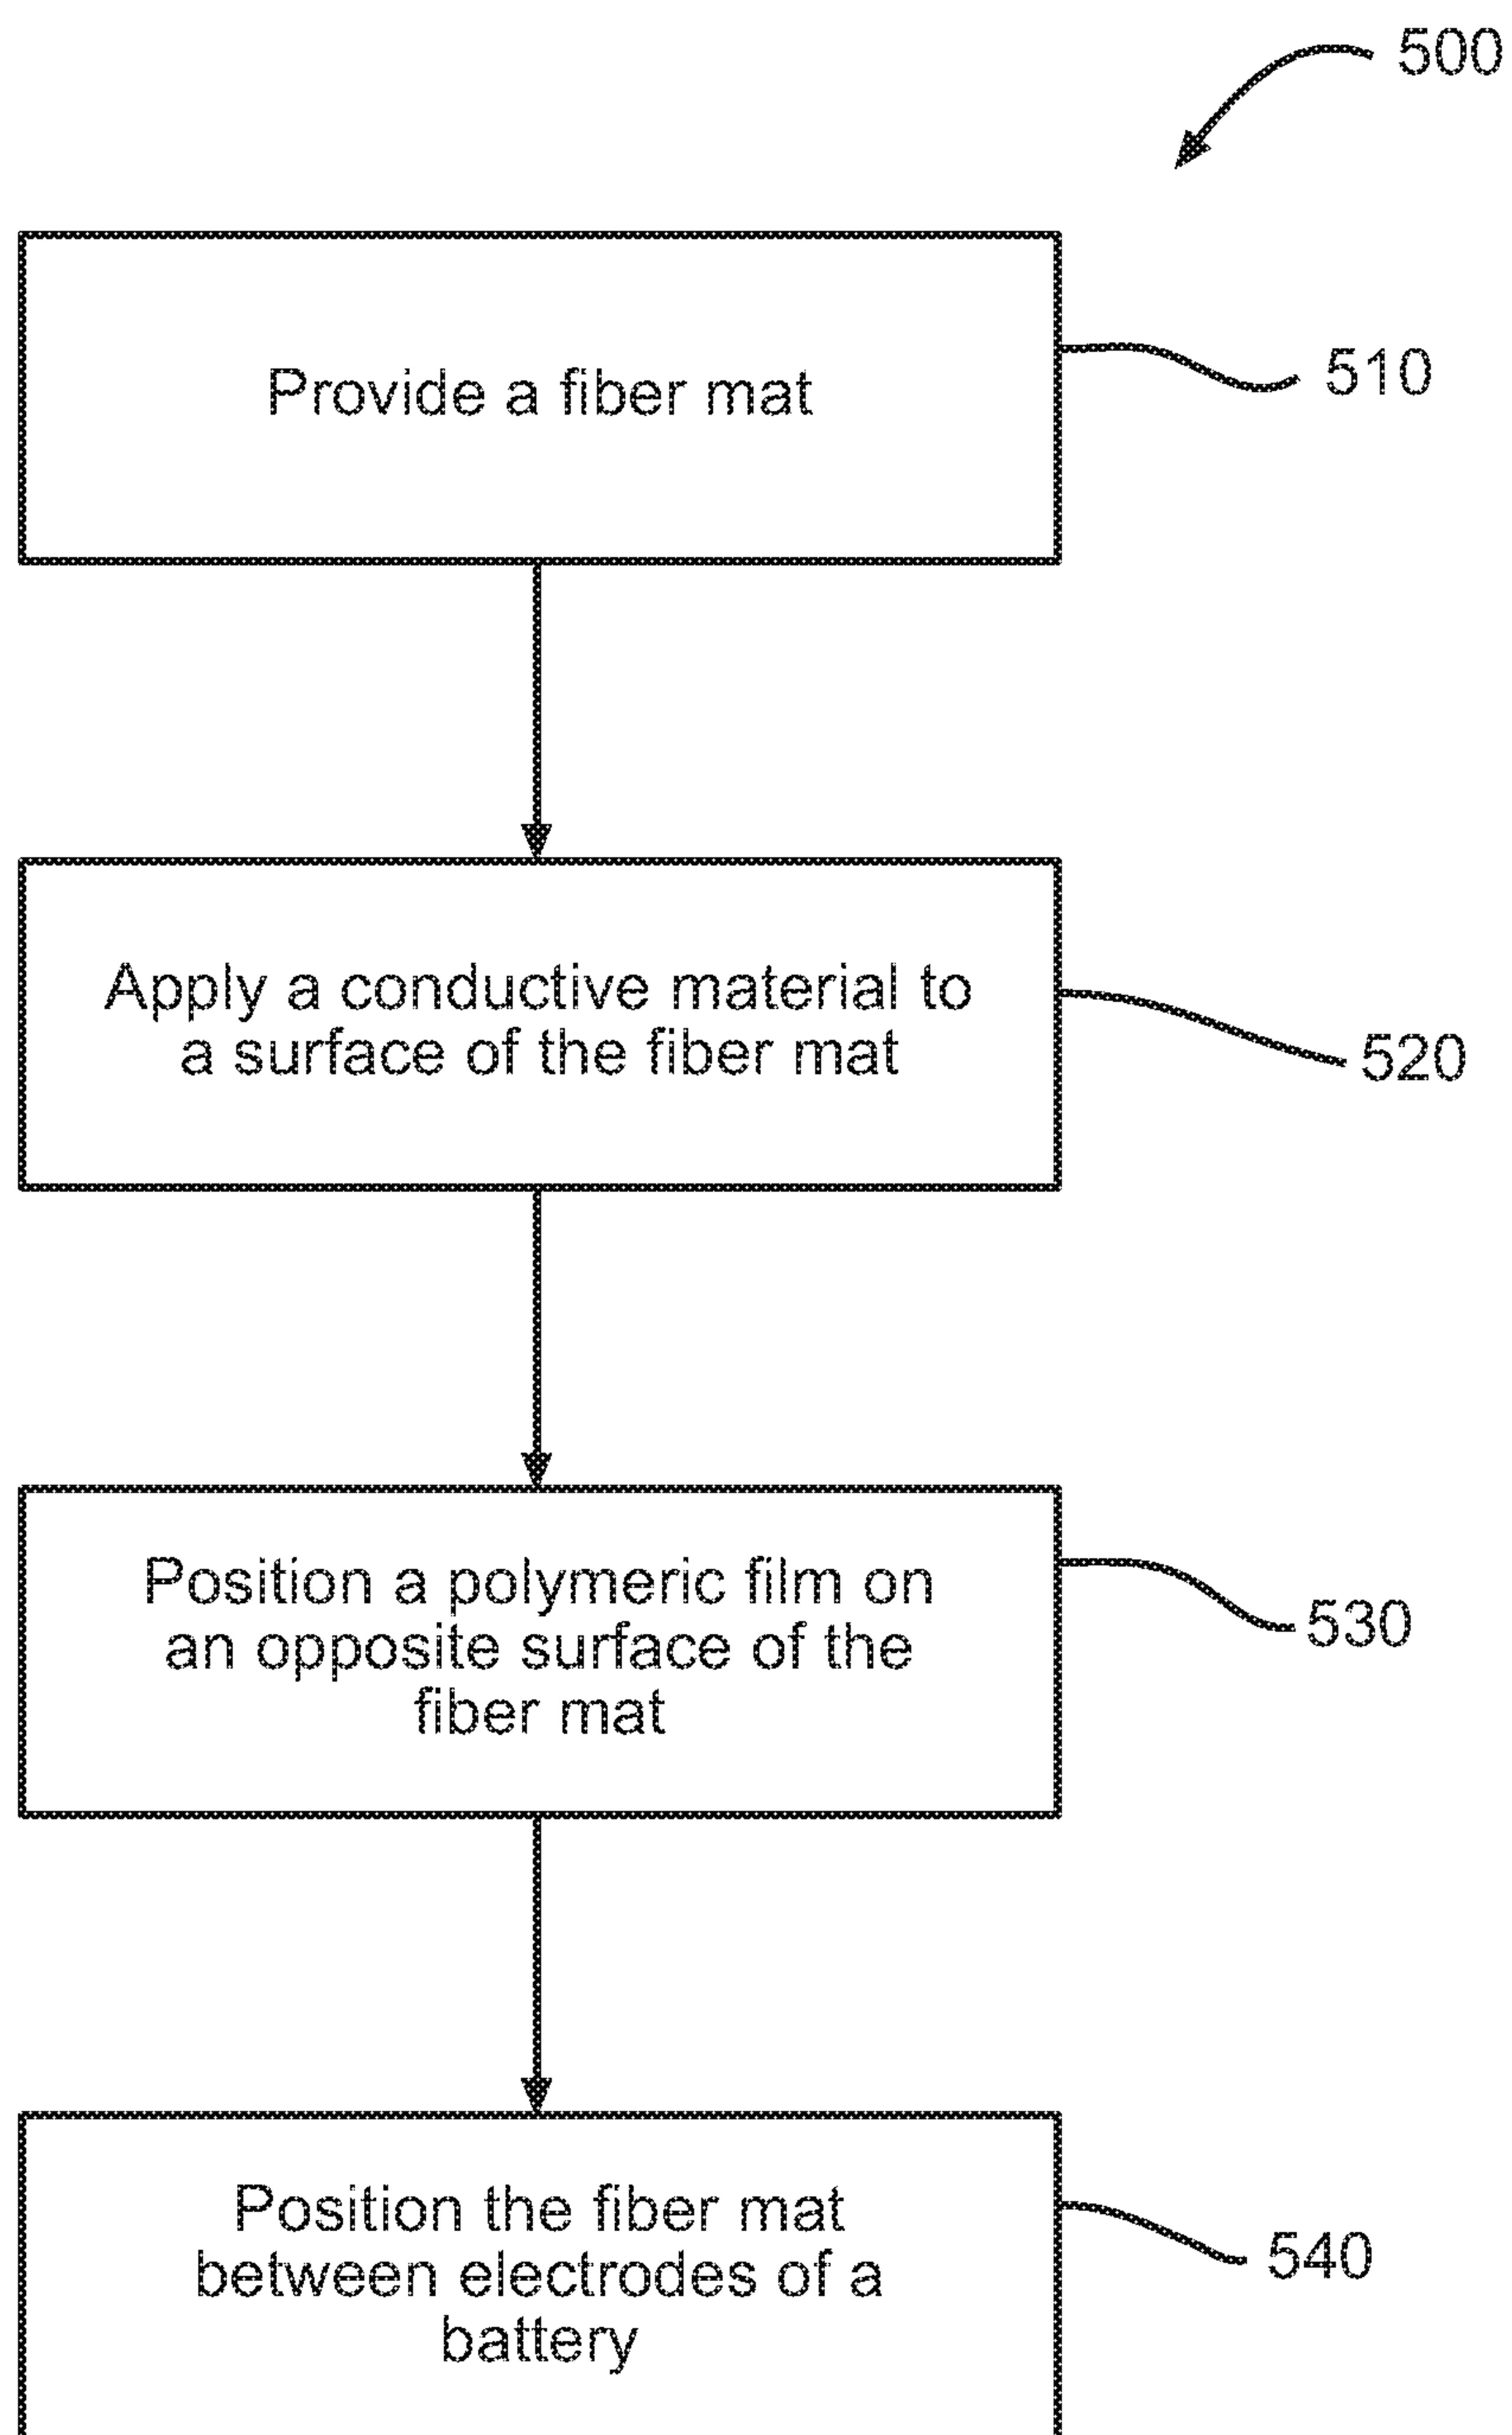 500
Provide a fiber mat
510
Apply a conductive material to
a surface of the fiber mat
520
Position a polymeric film on
an opposite surface of the
fiber mat
530
Position the fiber mat
between electrodes of a
battery
540